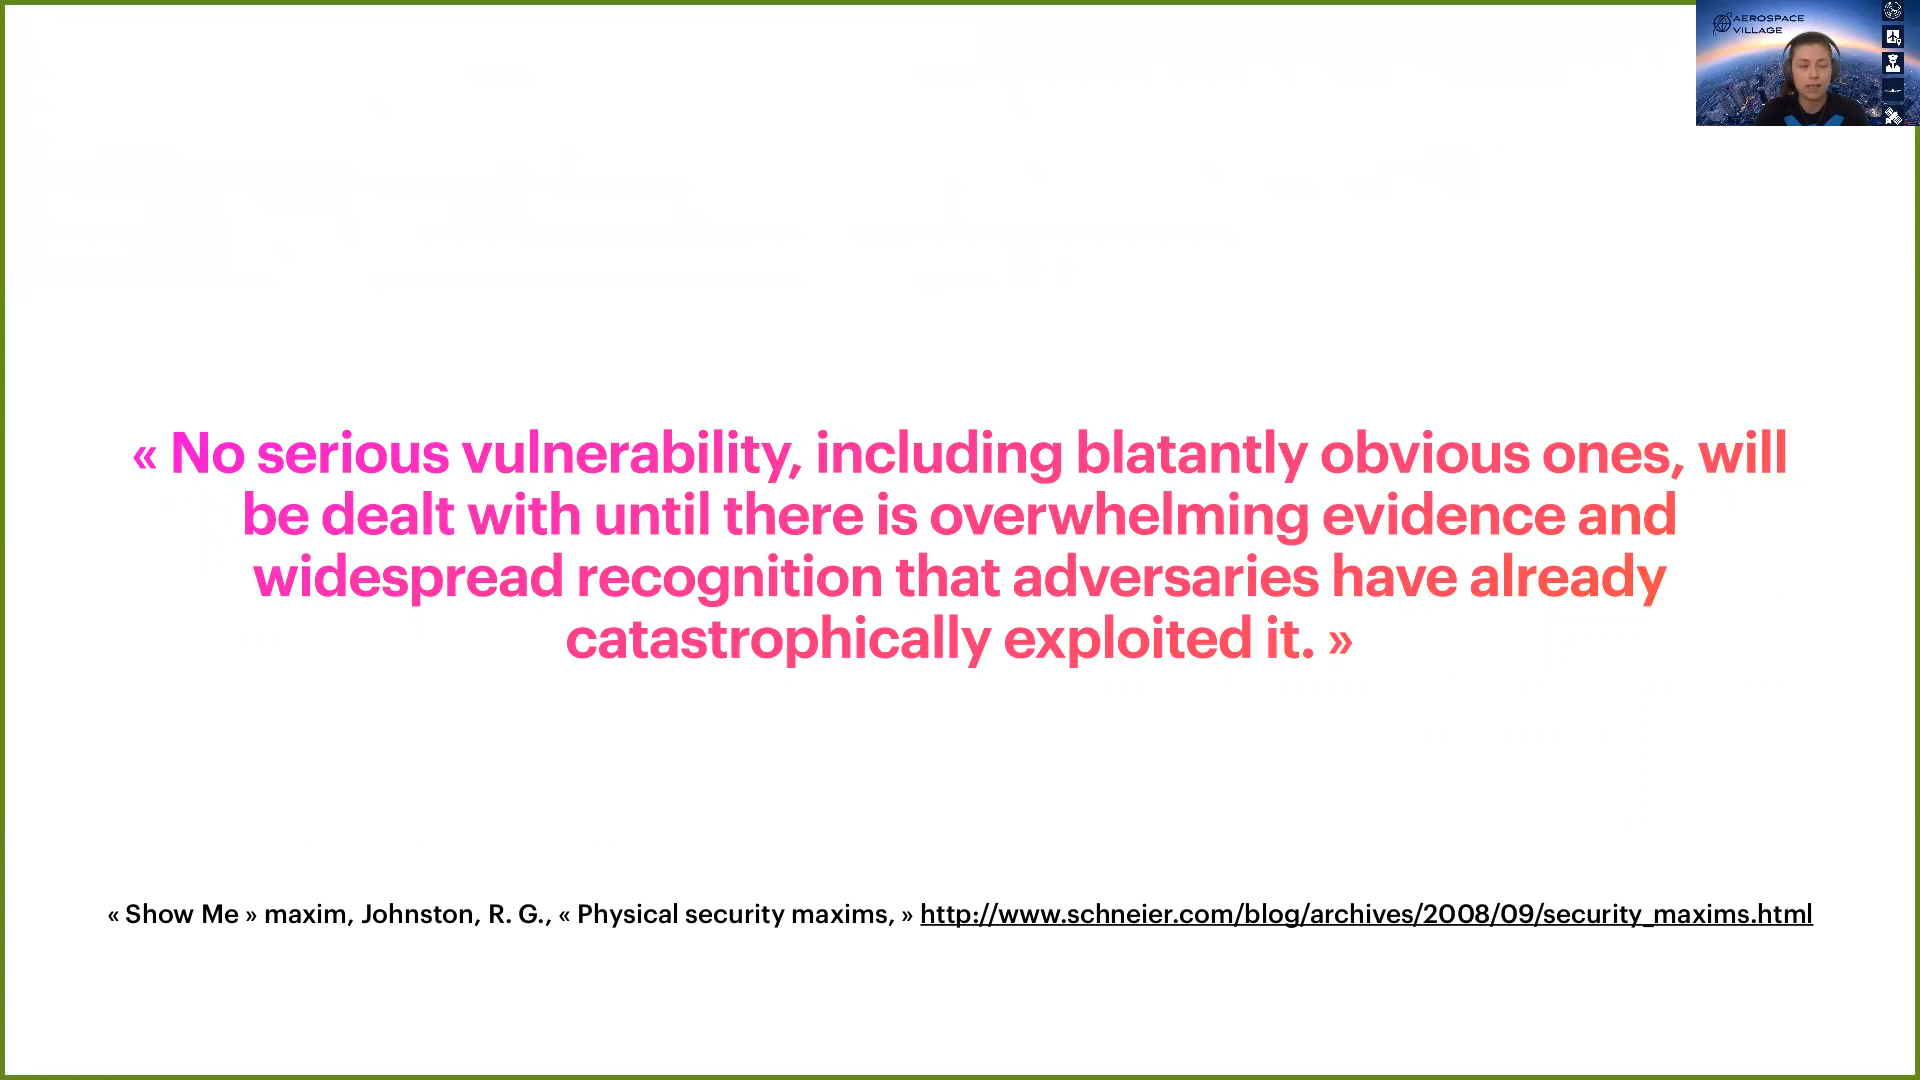 AEROSPACE
VILLAGE
« No serious vulnerability, including blatantly obvious ones, will
be dealt with until there is overwhelming evidence and
widespread recognition that adversaries have already
catastrophically exploited it. »
« Show Me » maxim, Johnston, R. G., « Physical security maxims, » http://www.schneier.com/blog/archives/2008/09/security_maxims.html